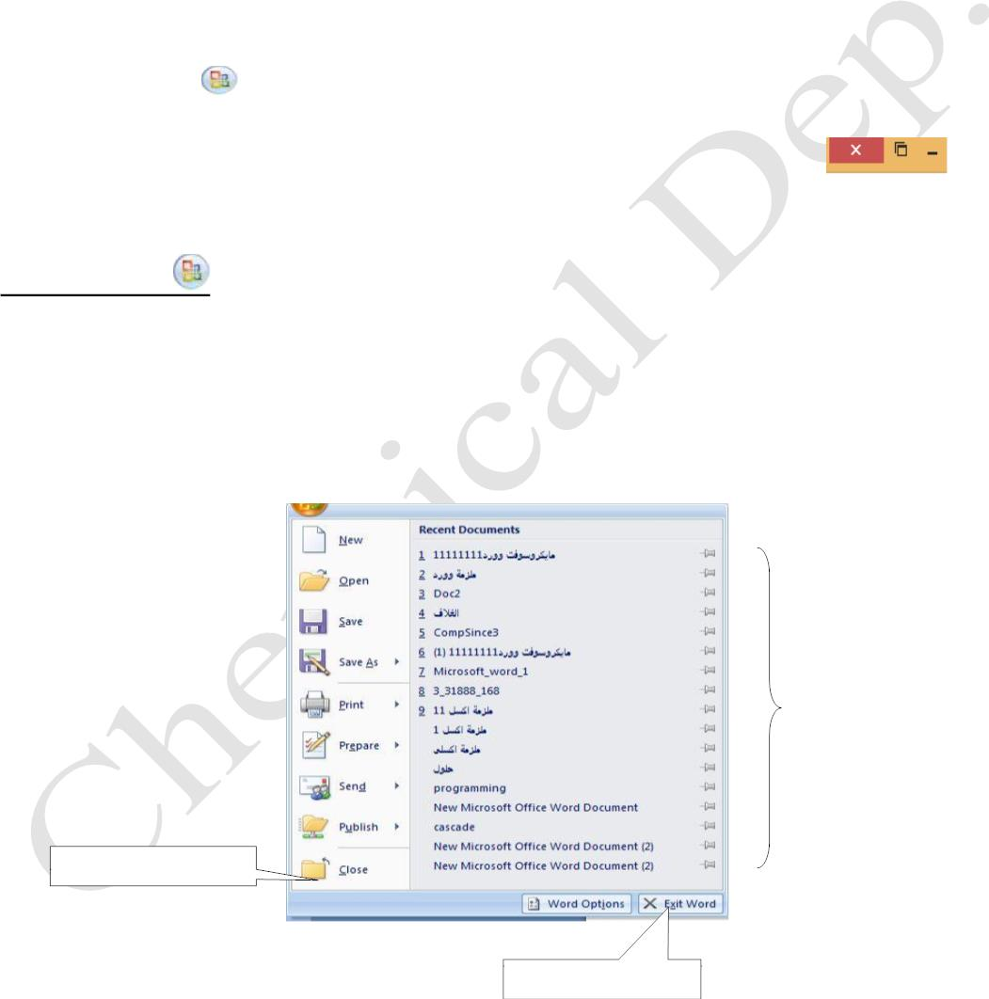 Chemical Dep.
Recent Documents
New
Open
Save
Save As
Print
Prepare
Send
Publish
Close
1 مايكروسوفت وورد11111111
2 ملزمة وورد
3 Doc2
4 الغلاف
5 CompSince3
6 مايكروسوفت وورد11111111 (1)
7 Microsoft_word_1
8 3_31888_168
9 ملزمة اكسل 11
ملزمة اكسل 1
ملزمة اكسلى
حلول
programming
New Microsoft Office Word Document
cascade
New Microsoft Office Word Document (2)
New Microsoft Office Word Document (2)
Word Options
Exit Word